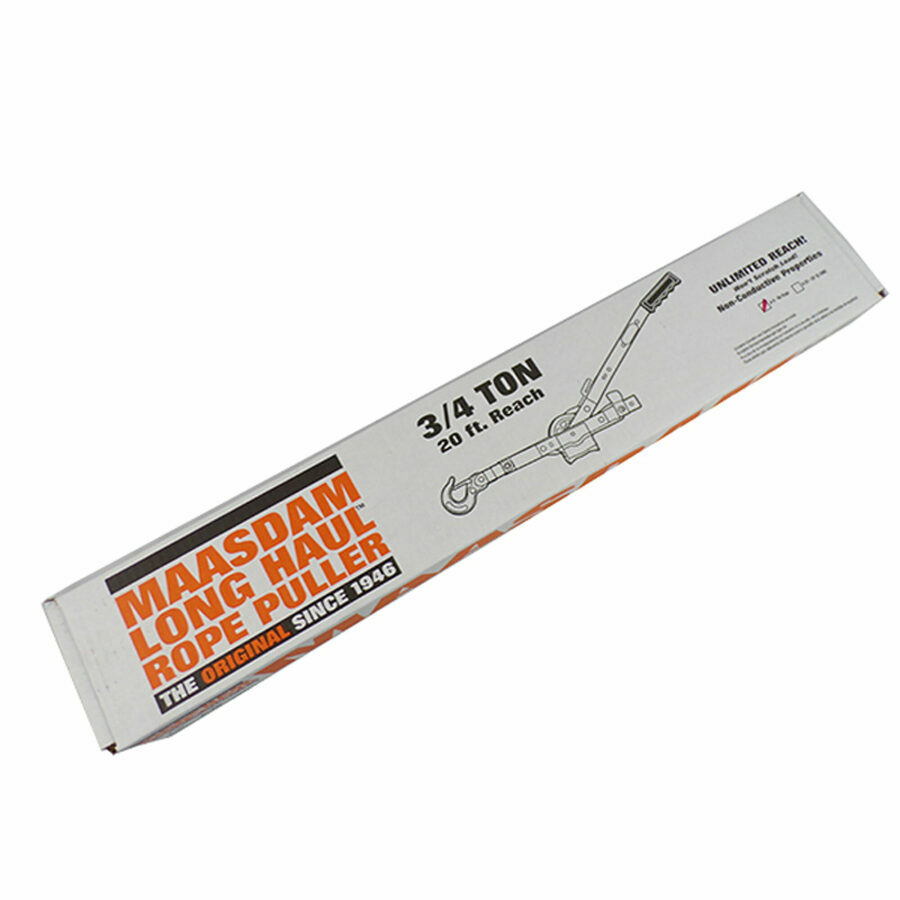 MAASDAM
LONG HAUL™
ROPE PULLER
THE ORIGINAL SINCE 1946
3/4 TON
20 ft. Reach
UNLIMITED REACH!
Won't Scratch Load!
Non-Conductive Properties